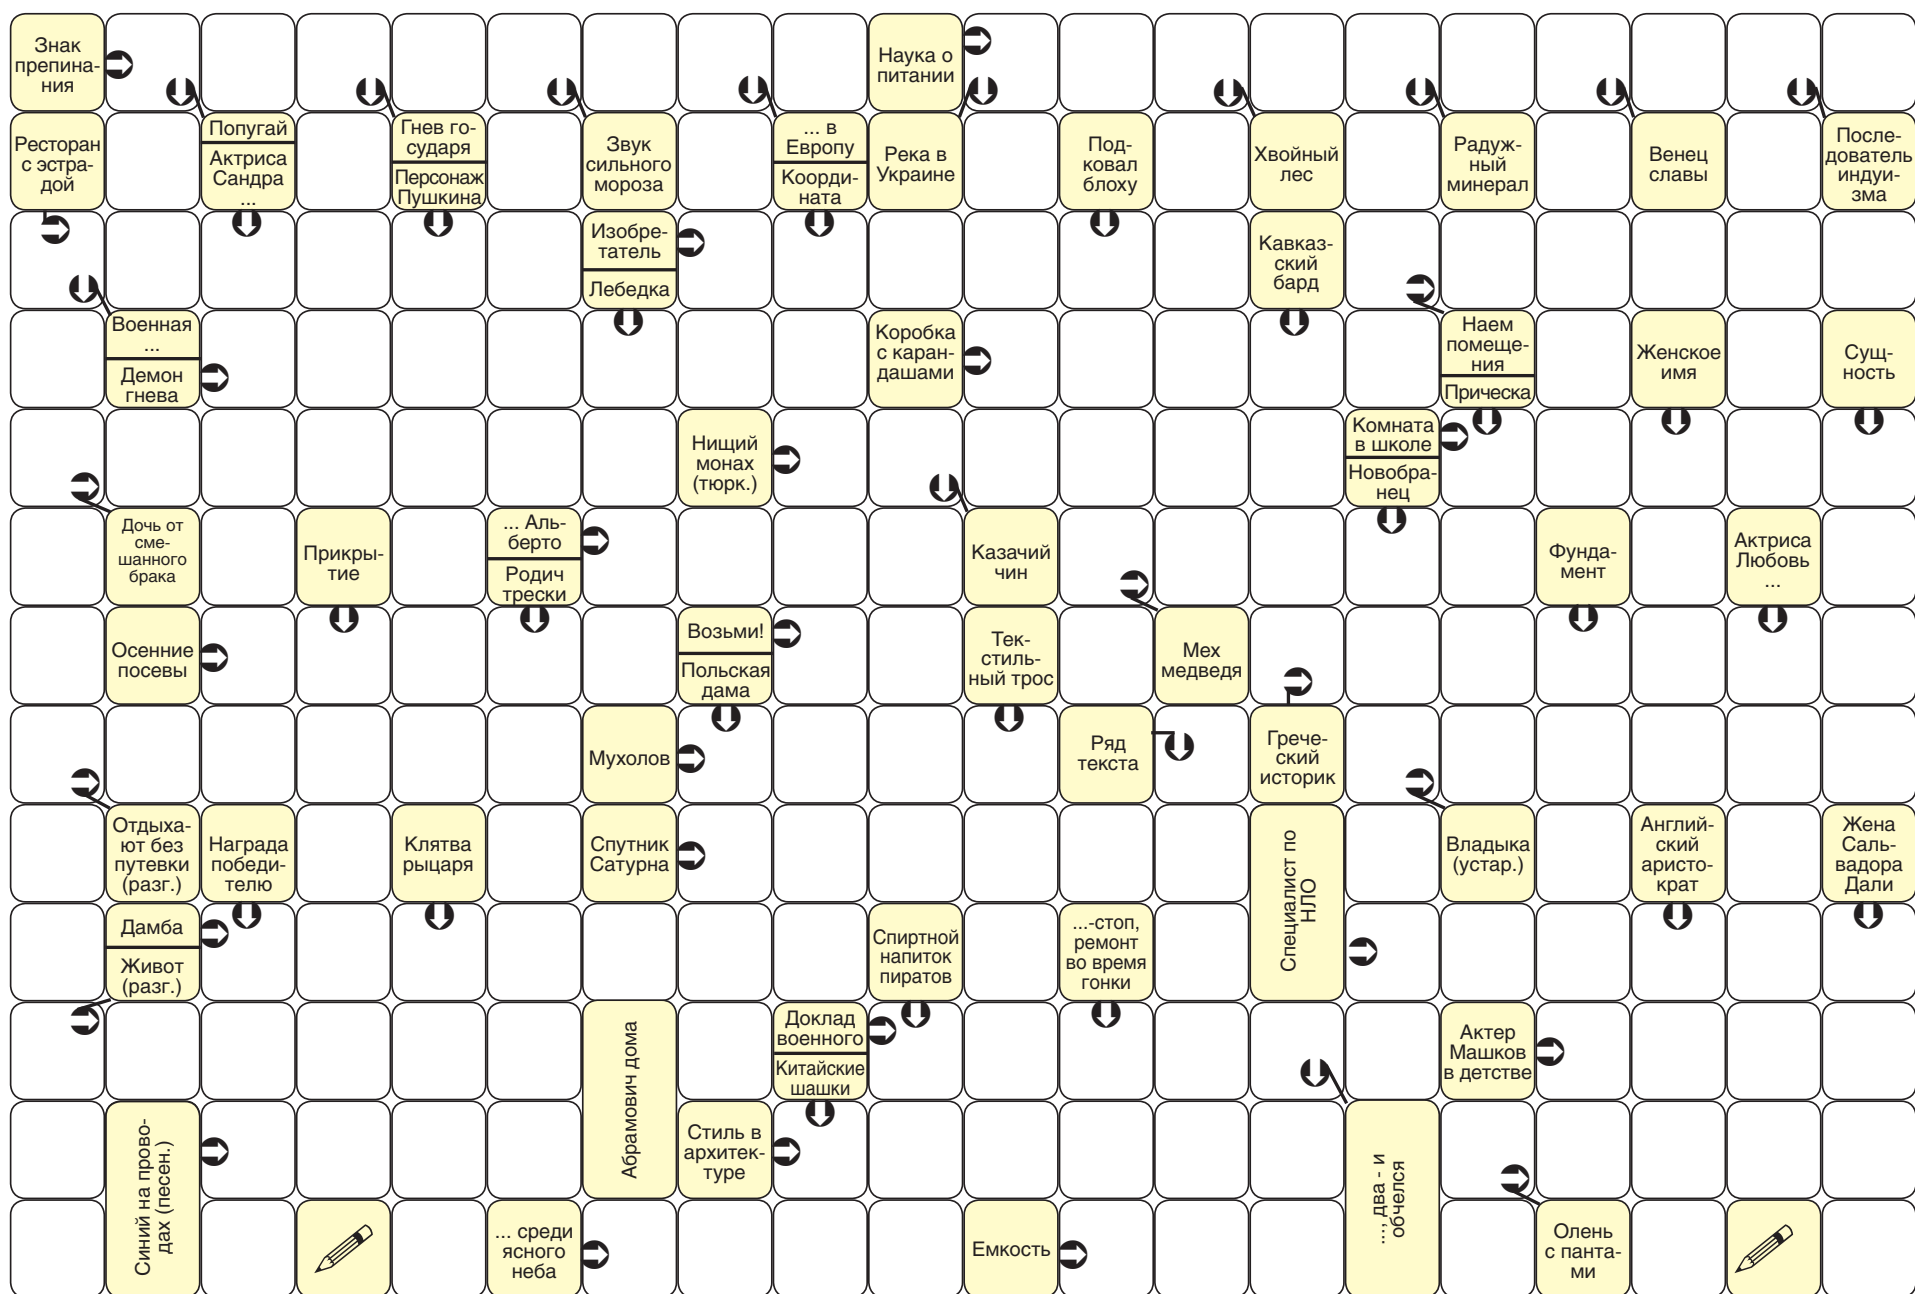 Знак
препина-
ния
Наука о
питании
Ресторан
с эстра-
дой
Попугай
Актриса
Сандра
...
Гнев го-
сударя
Персонаж
Пушкина
Звук
сильного
мороза
... в
Европу
Коорди-
ната
Река в
Украине
Под-
ковал
блоху
Хвойный
лес
Радуж-
ный
минерал
Венец
славы
После-
дователь
индуи-
зма
Изобре-
татель
Лебедка
Кавказ-
ский
бард
Военная
...
Демон
гнева
Коробка
с каран-
дашами
Наем
помеще-
ния
Прическа
Женское
имя
Сущ-
ность
Нищий
монах
(тюрк.)
Комната
в школе
Новобра-
нец
Дочь от
сме-
шанного
брака
Прикры-
тие
... Аль-
берто
Родич
трески
Казачий
чин
Фунда-
мент
Актриса
Любовь
...
Осенние
посевы
Возьми!
Польская
дама
Тек-
стиль-
ный трос
Мех
медведя
Мухолов
Ряд
текста
Грече-
ский
историк
Отдыха-
ют без
путевки
(разг.)
Награда
победи-
телю
Клятва
рыцаря
Спутник
Сатурна
Специалист по
НЛО
Владыка
(устар.)
Англий-
ский
аристо-
крат
Жена
Саль-
вадора
Дали
Дамба
Живот
(разг.)
Спиртной
напиток
пиратов
...-стоп,
ремонт
во время
гонки
Абрамович дома
Доклад
военного
Китайские
шашки
Актер
Машков
в детстве
Синий на прово-
дах (песен.)
Стиль в
архитек-
туре
..., два - и
обчелся
... среди
ясного
неба
Емкость
Олень
с панта-
ми